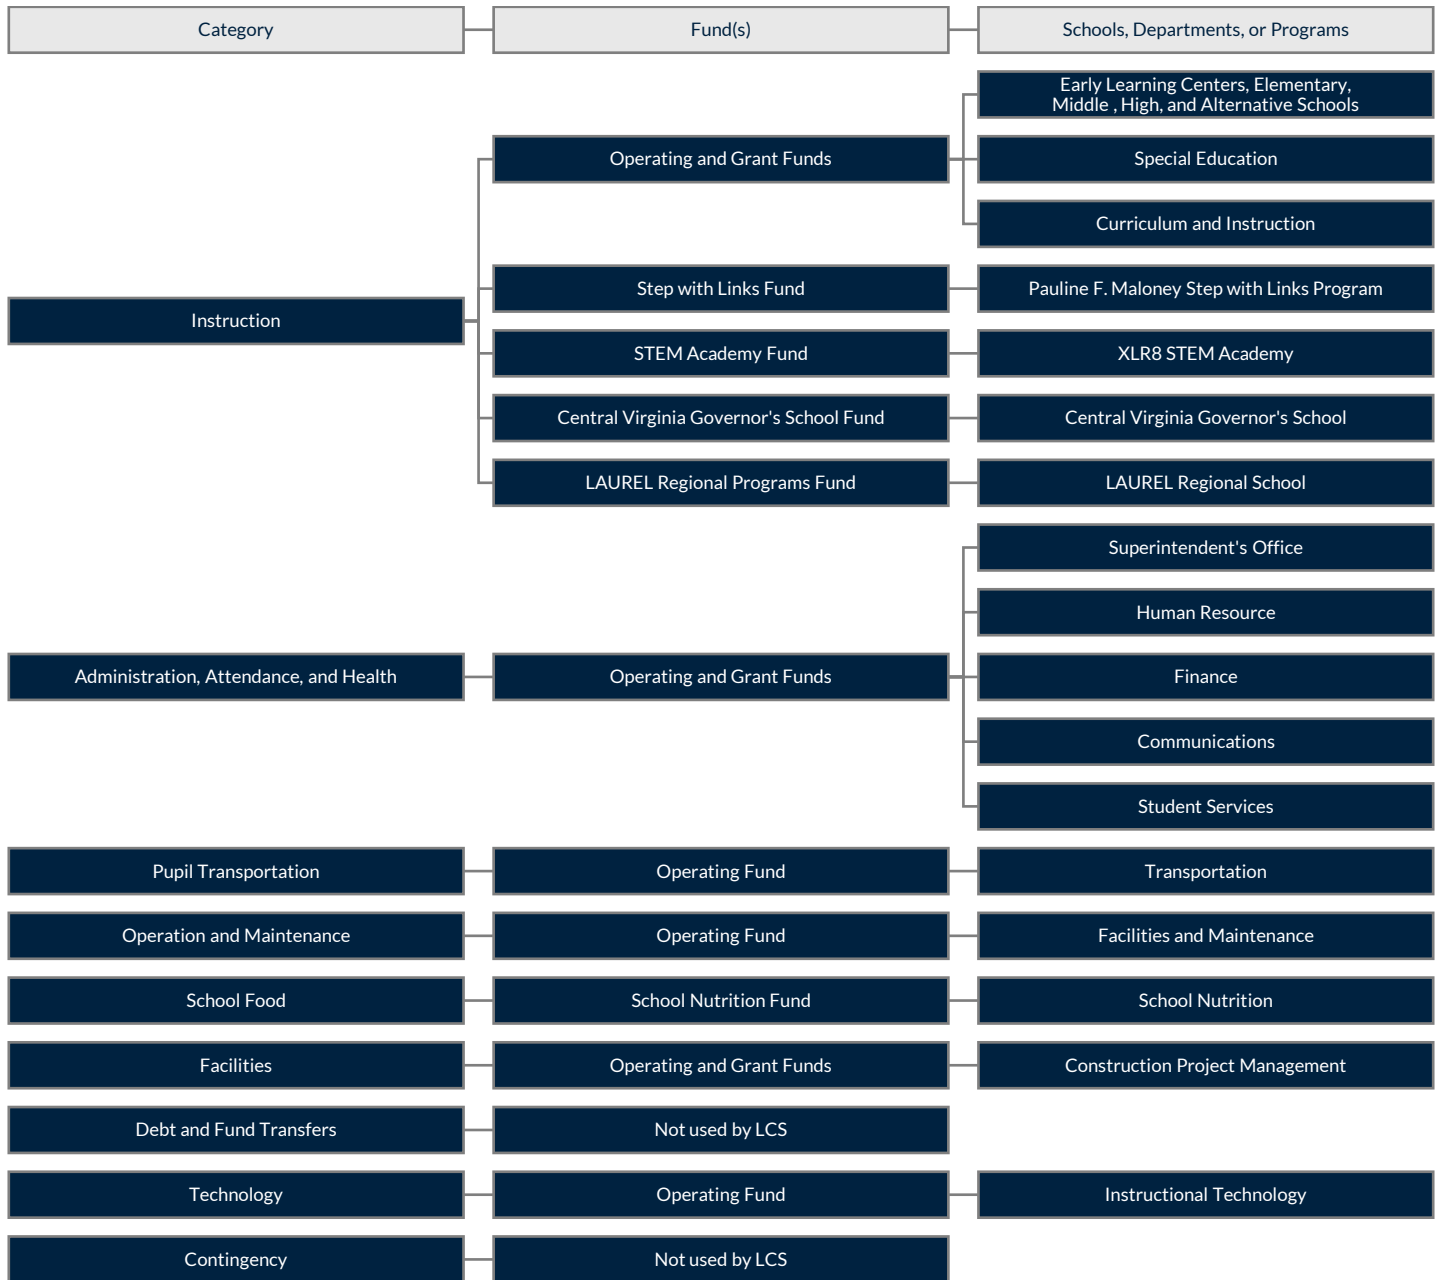 Category
Fund(s)
Schools, Departments, or Programs
Early Learning Centers, Elementary,
Middle , High, and Alternative Schools
Operating and Grant Funds
Special Education
Curriculum and Instruction
Step with Links Fund
Pauline F. Maloney Step with Links Program
Instruction
STEM Academy Fund
XLR8 STEM Academy
Central Virginia Governor's School Fund
Central Virginia Governor's School
LAUREL Regional Programs Fund
LAUREL Regional School
Superintendent's Office
Human Resource
Administration, Attendance, and Health
Operating and Grant Funds
Finance
Communications
Student Services
Pupil Transportation
Operating Fund
Transportation
Operation and Maintenance
Operating Fund
Facilities and Maintenance
School Food
School Nutrition Fund
School Nutrition
Facilities
Operating and Grant Funds
Construction Project Management
Debt and Fund Transfers
Not used by LCS
Technology
Operating Fund
Instructional Technology
Contingency
Not used by LCS